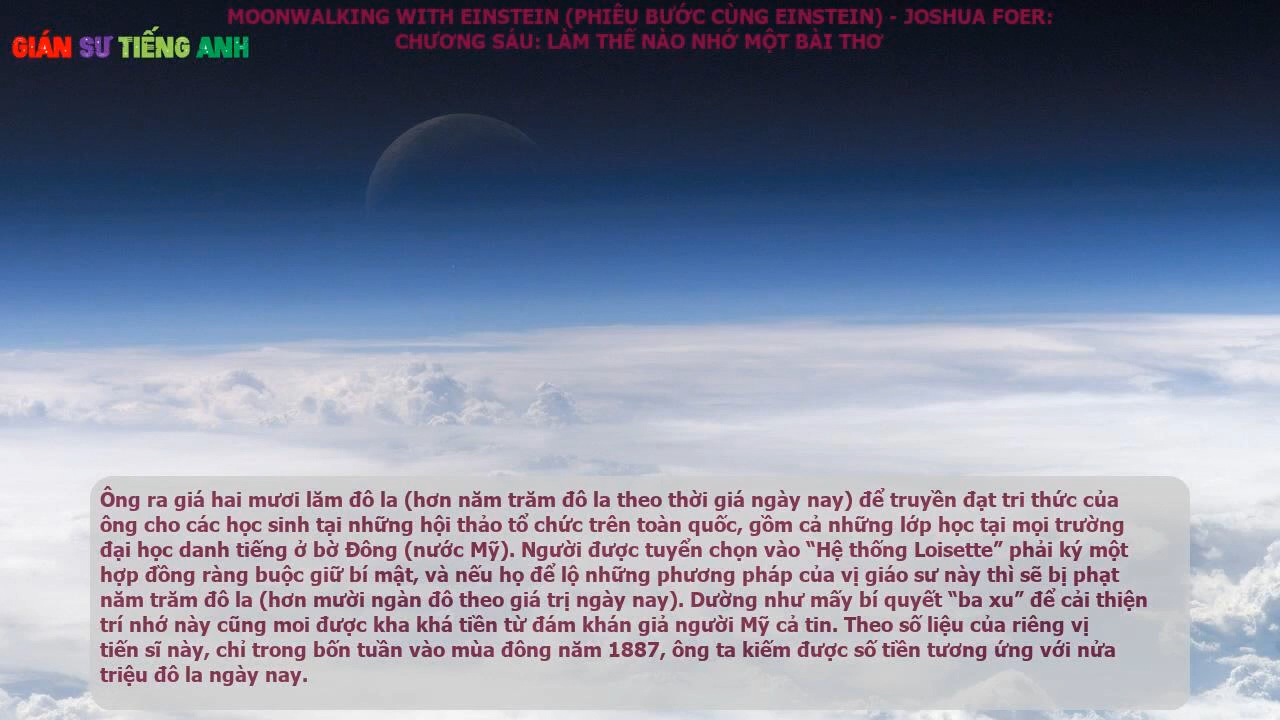 MOONWALKING WITH EINSTEIN (PHIÊU BƯỚC CÙNG EINSTEIN) - JOSHUA FOER:
CHƯƠNG SÁU: LÀM THẾ NÀO NHỚ MỘT BÀI THƠ
GIÁN SƯ TIẾNG ANH
Ông ra giá hai mươi lăm đô la (hơn năm trăm đô la theo thời giá ngày nay) để truyền đạt tri thức của
ông cho các học sinh tại những hội thảo tổ chức trên toàn quốc, gồm cả những lớp học tại mọi trường
đại học danh tiếng ở bờ Đông (nước Mỹ). Người được tuyển chọn vào “Hệ thống Loisette” phải ký một
hợp đồng ràng buộc giữ bí mật, và nếu họ để lộ những phương pháp của vị giáo sư này thì sẽ bị phạt
năm trăm đô la (hơn mười ngàn đô theo giá trị ngày nay). Dường như mấy bí quyết “ba xu” để cải thiện
trí nhớ này cũng moi được kha khá tiền từ đám khán giả người Mỹ cả tin. Theo số liệu của riêng vị
tiến sĩ này, chỉ trong bốn tuần vào mùa đông năm 1887, ông ta kiếm được số tiền tương ứng với nửa
triệu đô la ngày nay.